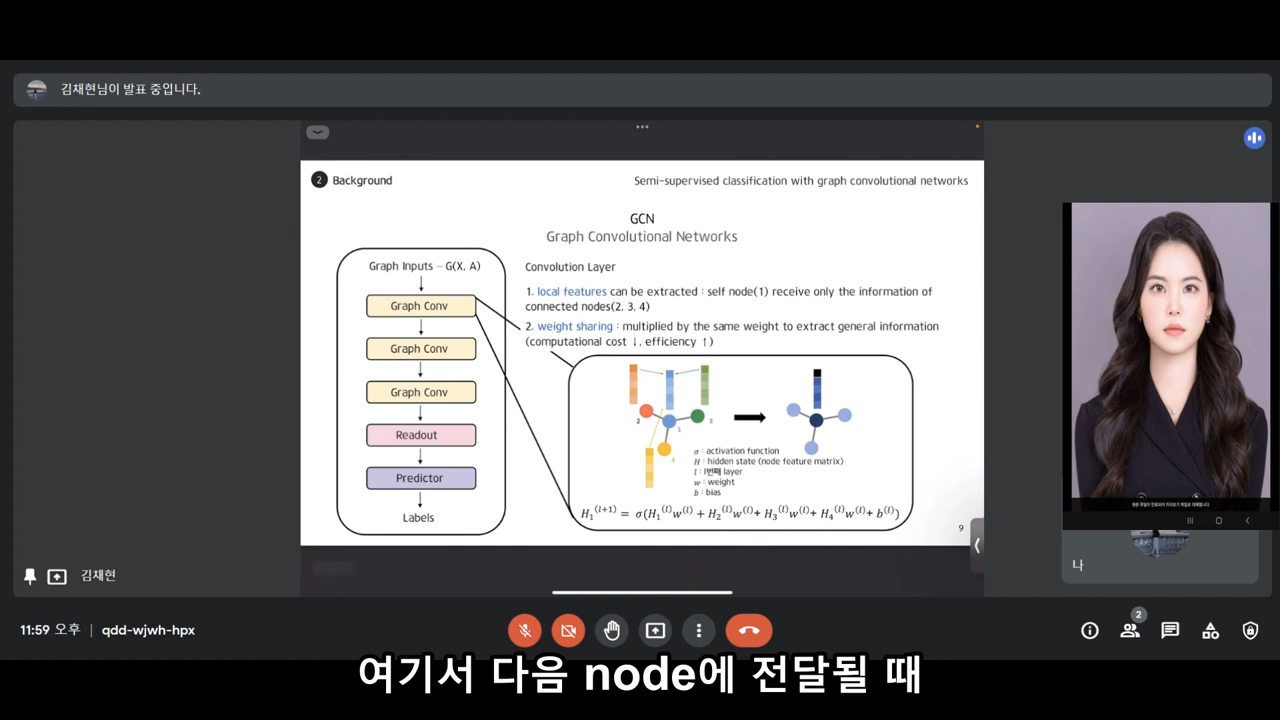 김채현님이 발표 중입니다.
2 Background
Semi-supervised classification with graph convolutional networks
GCN
Graph Convolutional Networks
Graph Inputs - G(X, A)
Graph Conv
Graph Conv
Graph Conv
Readout
Predictor
Labels
Convolution Layer
1. local features can be extracted : self node(1) receive only the information of
connected nodes(2, 3, 4)
2. weight sharing : multiplied by the same weight to extract general information
(computational cost ↓, efficiency ↑)
2
1
3
4
σ : activation function
H : hidden state (node feature matrix)
l : l번째 layer
w : weight
b : bias
H₁⁽ˡ⁺¹⁾ = σ(H₁⁽ˡ⁾w⁽ˡ⁾ + H₂⁽ˡ⁾w⁽ˡ⁾+ H₃⁽ˡ⁾w⁽ˡ⁾+ H₄⁽ˡ⁾w⁽ˡ⁾+ b⁽ˡ⁾)
9
김채현
나
11:59 오후 | qdd-wjwh-hpx
2
여기서 다음 node에 전달될 때